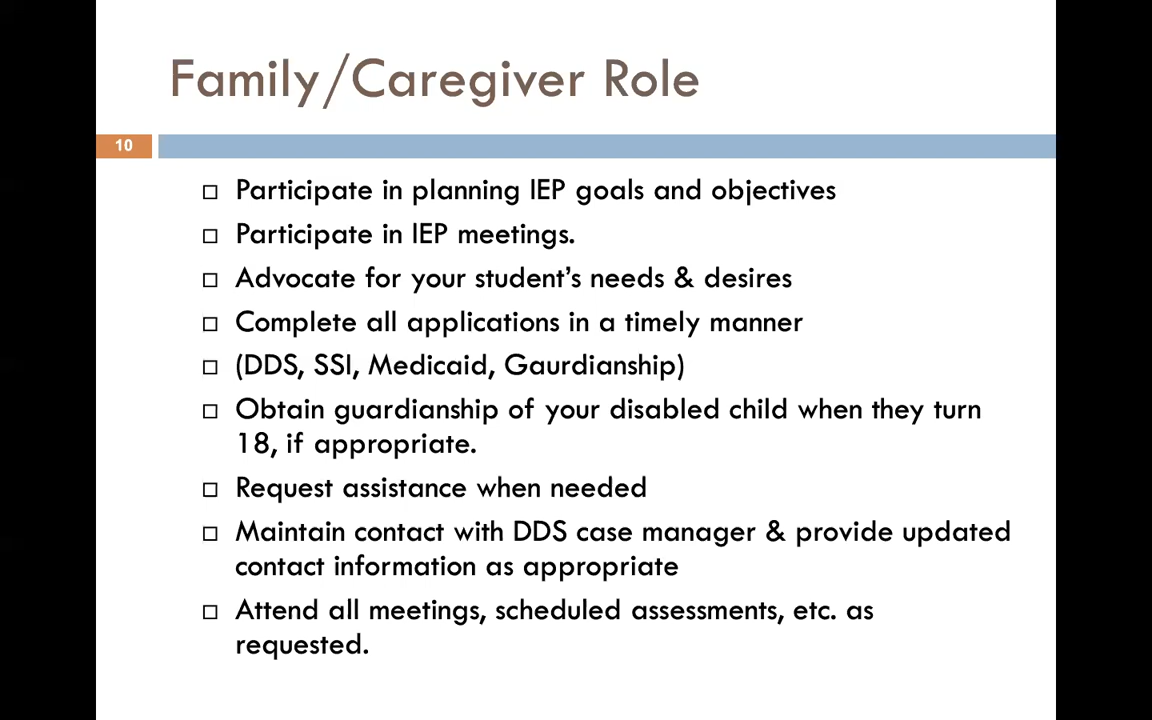 Family/Caregiver Role
10
Participate in planning IEP goals and objectives
Participate in IEP meetings.
Advocate for your student’s needs & desires
Complete all applications in a timely manner
(DDS, SSI, Medicaid, Gaurdianship)
Obtain guardianship of your disabled child when they turn
18, if appropriate.
Request assistance when needed
Maintain contact with DDS case manager & provide updated
contact information as appropriate
Attend all meetings, scheduled assessments, etc. as
requested.